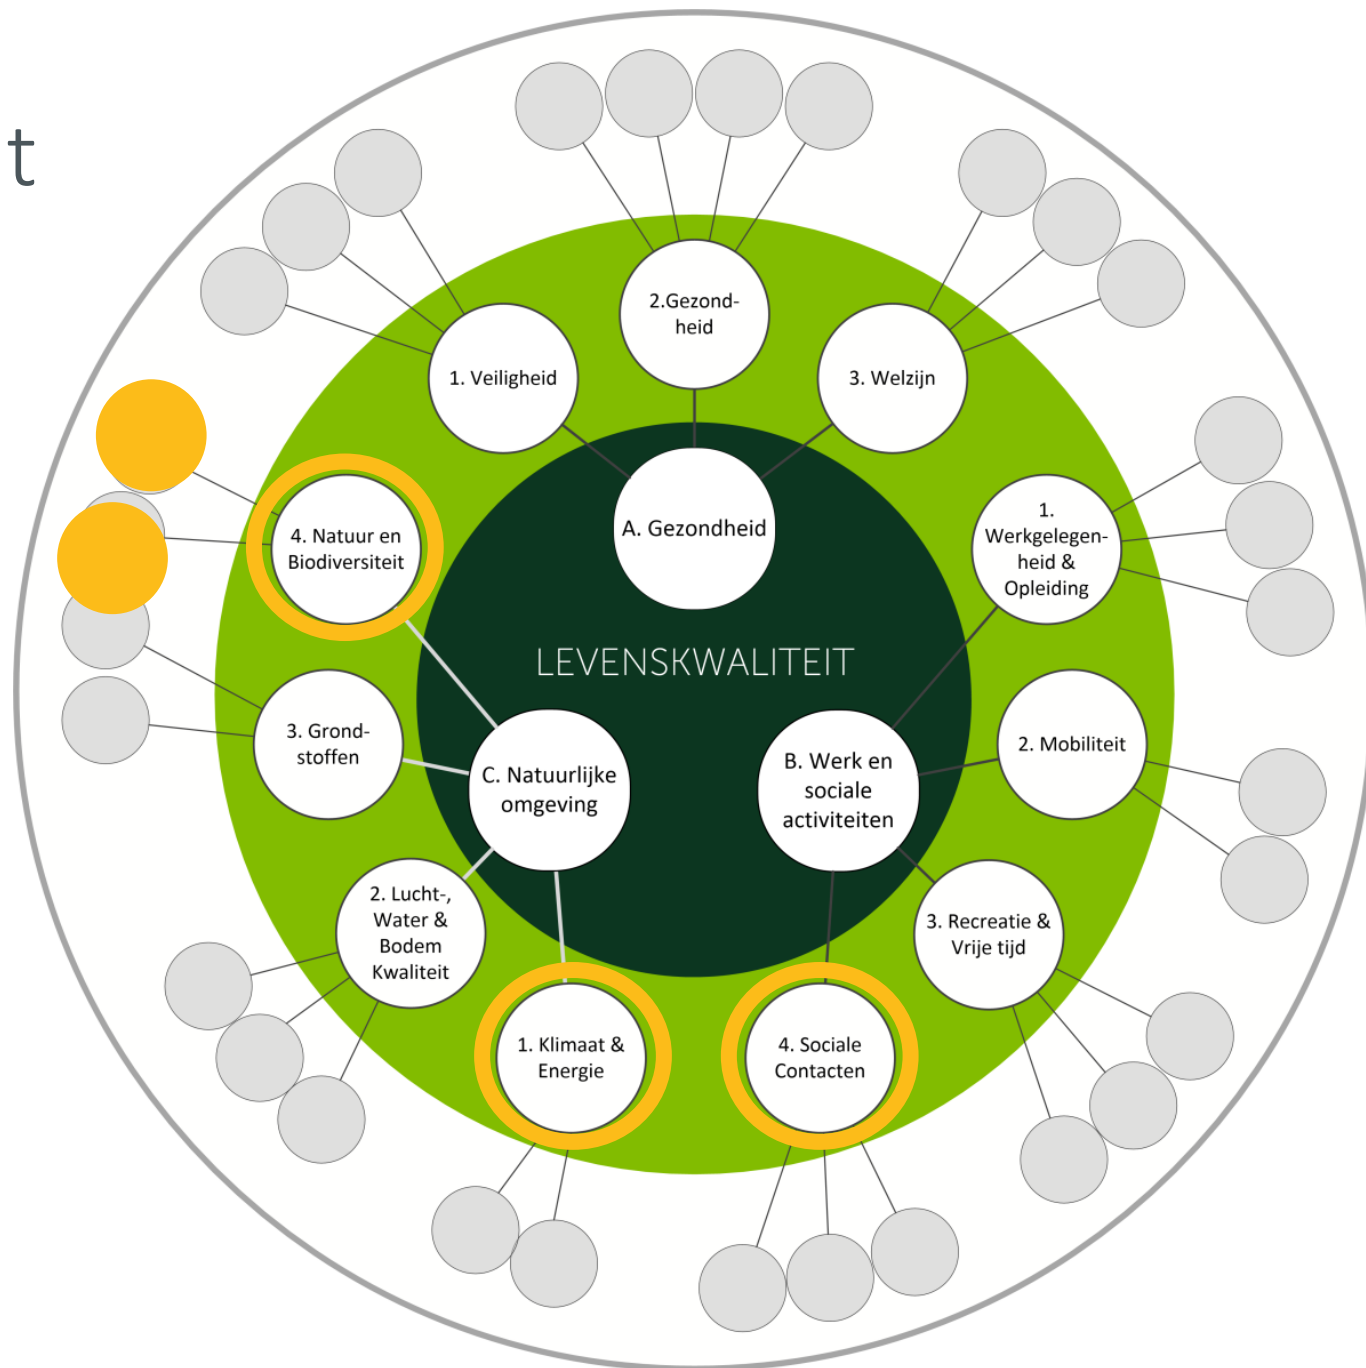 t
2.Gezond-
heid
1. Veiligheid
3. Welzijn
A. Gezondheid
4. Natuur en
Biodiversiteit
1.
Werkgelegen-
heid &
Opleiding
LEVENSKWALITEIT
3. Grond-
stoffen
2. Mobiliteit
C. Natuurlijke
omgeving
B. Werk en
sociale
activiteiten
2. Lucht-,
Water &
Bodem
Kwaliteit
3. Recreatie &
Vrije tijd
1. Klimaat &
Energie
4. Sociale
Contacten